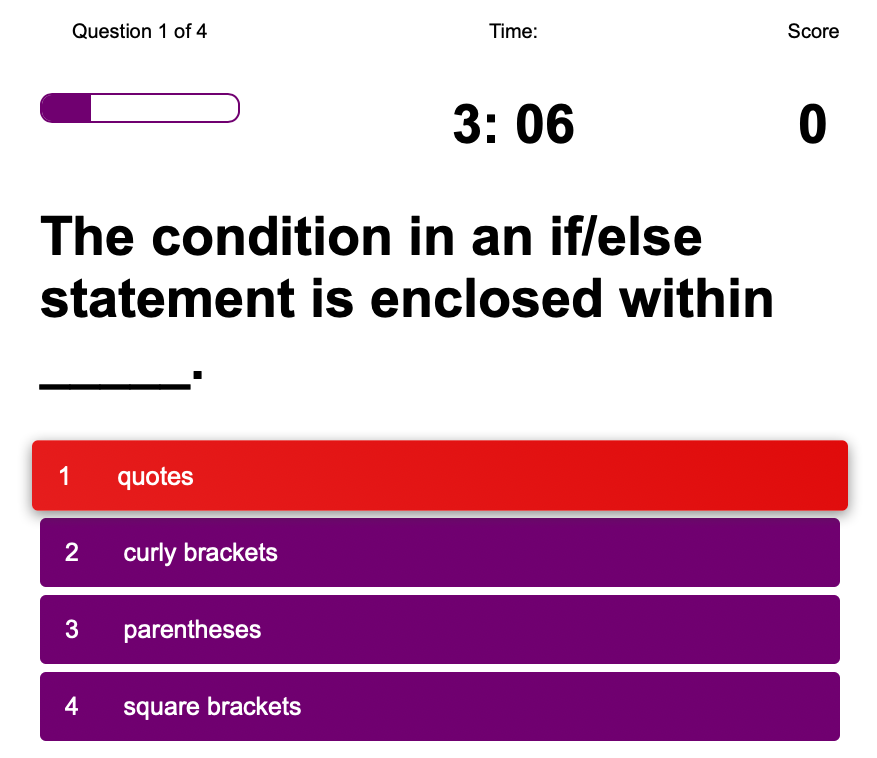 Question 1 of 4 Time: Score
3: 06 0
The condition in an if/else
statement is enclosed within
_____.
1 quotes
2 curly brackets
3 parentheses
4 square brackets